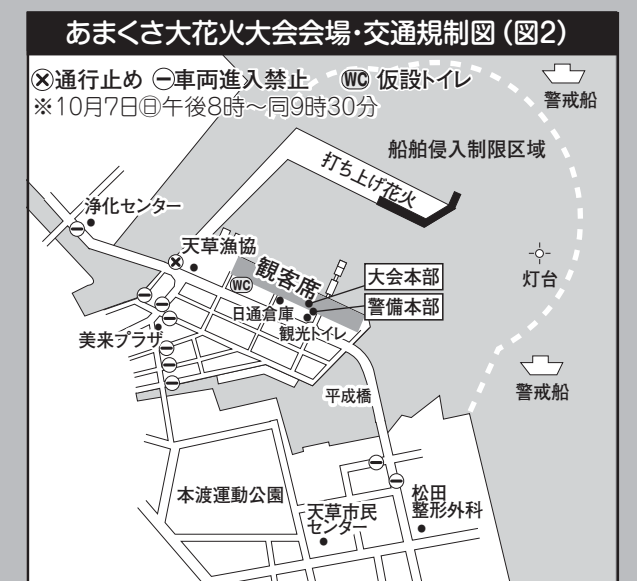 あまくさ大花火大会会場・交通規制図(図2)
⊗通行止め ⊖車両進入禁止 WC 仮設トイレ
※10月7日㊐午後8時〜同9時30分
警戒船
船舶侵入制限区域
打ち上げ花火
浄化センター
天草漁協
観客席
大会本部
灯台
WC
日通倉庫
警備本部
観光トイレ
美来プラザ
警戒船
平成橋
本渡運動公園
天草市民
センター
松田
整形外科